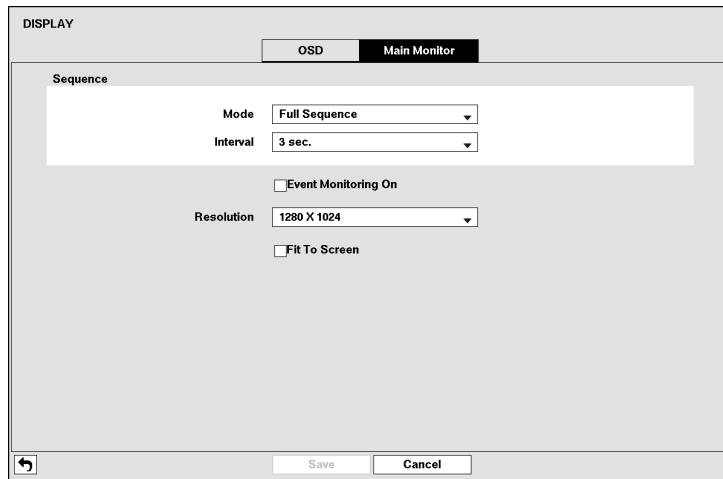 DISPLAY
OSD Main Monitor
Sequence
Mode Full Sequence
Interval 3 sec.
Event Monitoring On
Resolution 1280 X 1024
Fit To Screen
Save Cancel